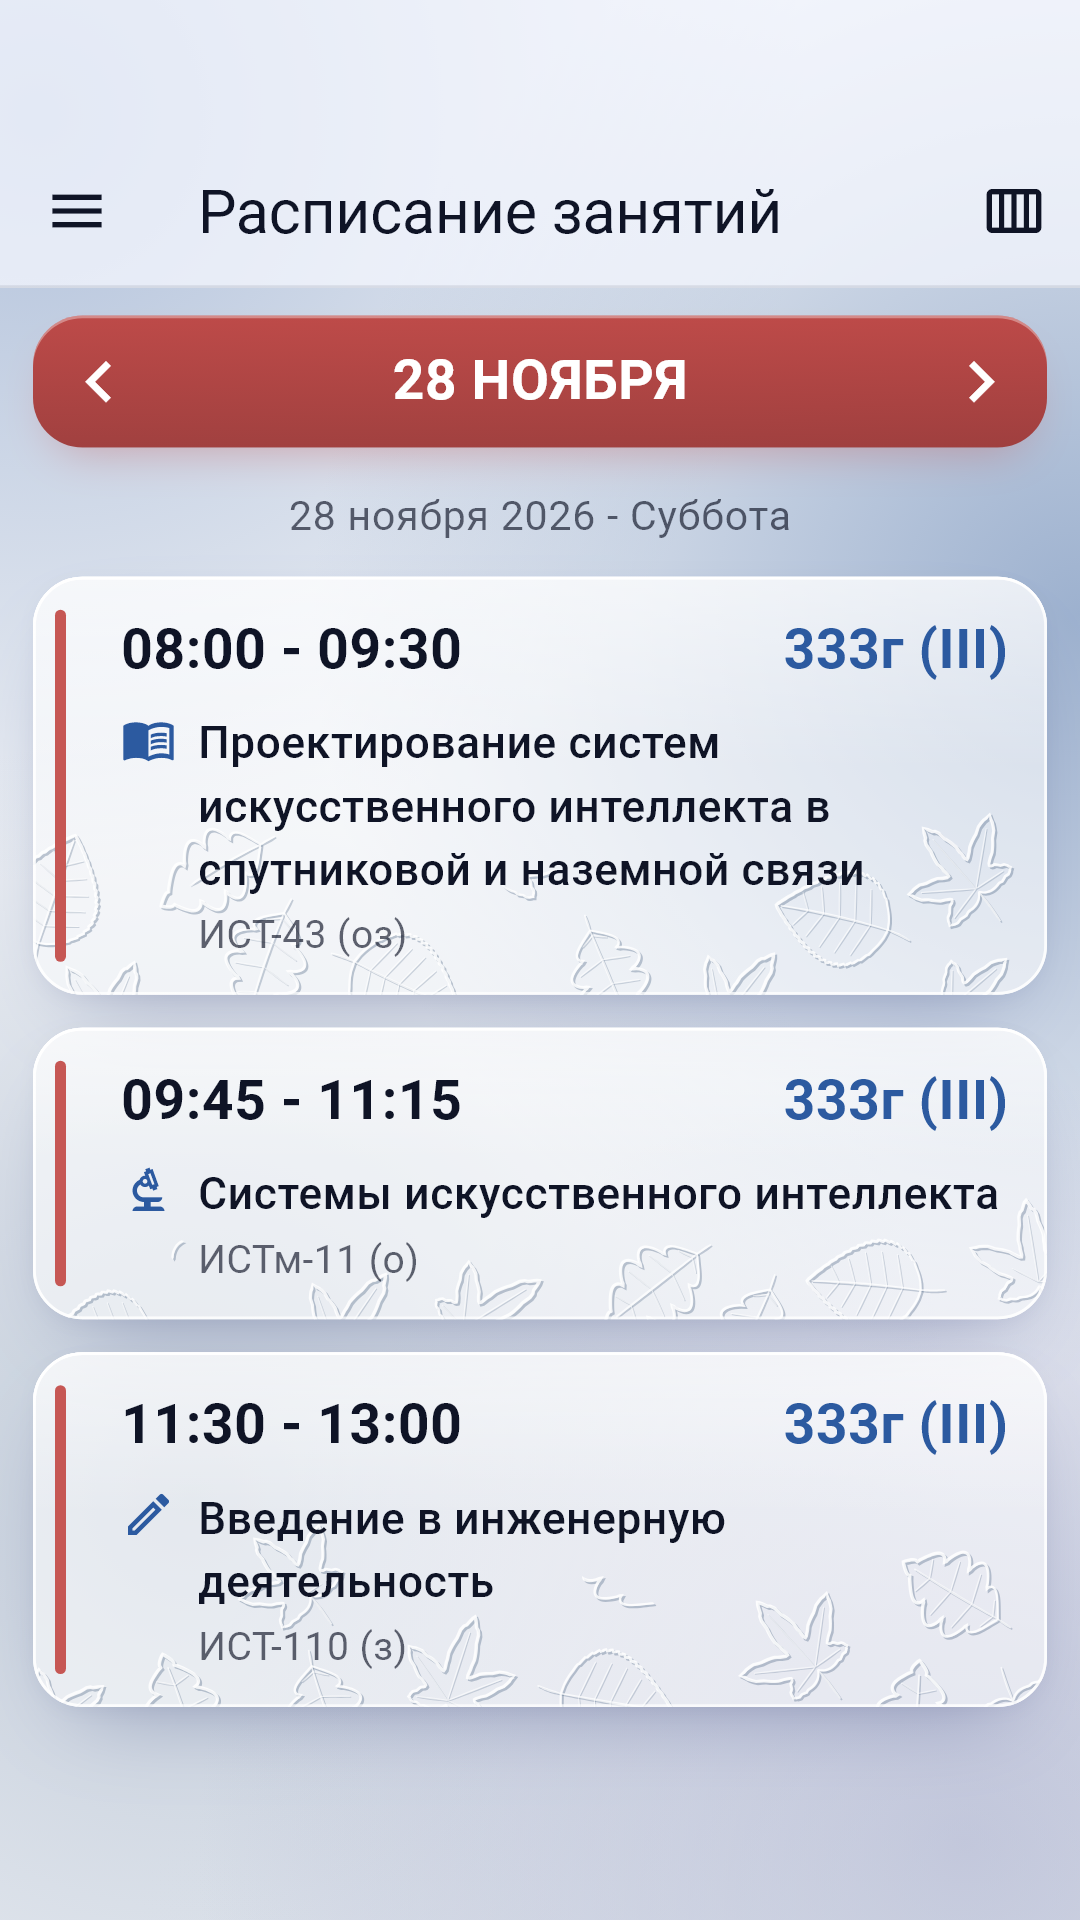 Расписание занятий
28 НОЯБРЯ
28 ноября 2026 - Суббота
08:00 - 09:30
333г (III)
Проектирование систем
искусственного интеллекта в
спутниковой и наземной связи
ИСТ-43 (оз)
09:45 - 11:15
333г (III)
Системы искусственного интеллекта
ИСТм-11 (о)
11:30 - 13:00
333г (III)
Введение в инженерную
деятельность
ИСТ-110 (з)